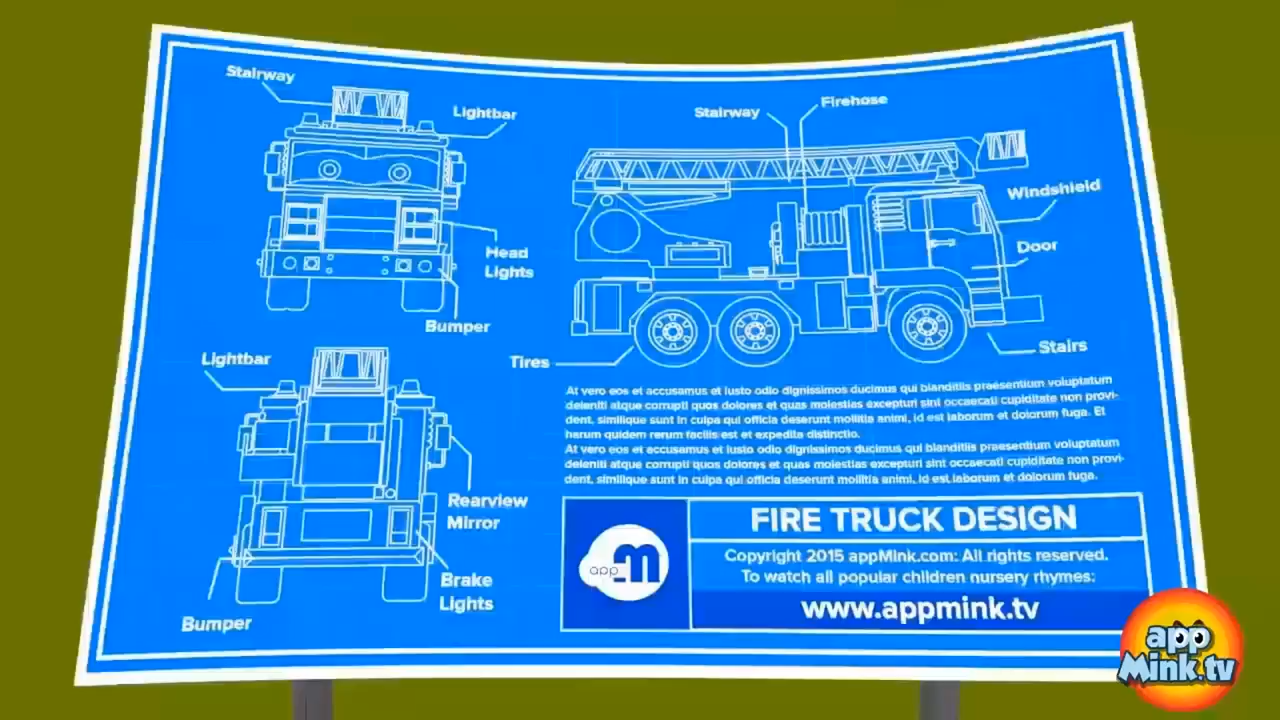 Stairway
Lightbar
Head
Lights
Bumper
Stairway
Firehose
Windshield
Door
Stairs
Tires
Lightbar
Rearview
Mirror
Brake
Lights
Bumper
At vero eos et accusamus et iusto odio dignissimos ducimus qui blanditiis praesentium voluptatum
deleniti atque corrupti quos dolores et quas molestias excepturi sint occaecati cupiditate non provi-
dent, similique sunt in culpa qui officia deserunt mollitia animi, id est laborum et dolorum fuga. Et
harum quidem rerum facilis est et expedita distinctio.
At vero eos et accusamus et iusto odio dignissimos ducimus qui blanditiis praesentium voluptatum
deleniti atque corrupti quos dolores et quas molestias excepturi sint occaecati cupiditate non provi-
dent, similique sunt in culpa qui officia deserunt mollitia animi, id est laborum et dolorum fuga.
app m
FIRE TRUCK DESIGN
Copyright 2015 appMink.com: All rights reserved.
To watch all popular children nursery rhymes:
www.appmink.tv
app
Mink.tv